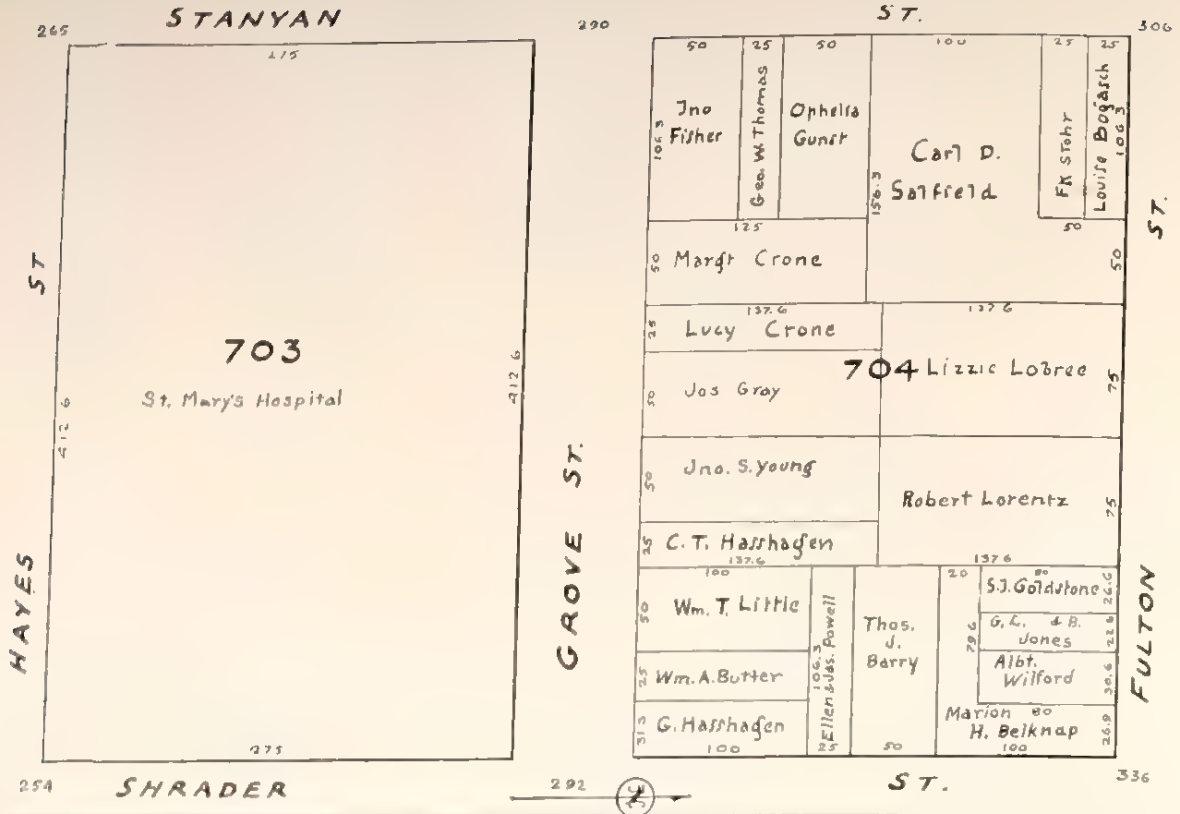 STANYAN ST.
265
290
306
275
50 25 50 100 25 25
Jno
Fisher
106.3
Geo. W. Thomas
Ophelia
Gunst
156.3
Carl D.
Salfield
FK Stohr
Louise Bogasch
106 3
125
50
50
Margt Crone
50
ST
ST.
137.6
137 6
25
Lucy Crone
703
St. Mary's Hospital
412 6
412 6
704
Lizzie Lobree
75
50
Jos Gray
50
Jno. S. Young
Robert Lorentz
75
25
C. T. Hasshagen
137.6
137.6
HAYES
GROVE ST.
FULTON
100
50
Wm. T. Little
25
Wm. A. Butter
31 3
G. Hasshagen
100
106.3
Ellen & Jas. Powell
25
Thos.
J.
Barry
50
20
80
S.J. Goldstone
26.6
79 6
G. L. & B.
Jones
22 6
Albt.
Wilford
30.6
Marion 80
H. Belknap
26.9
100
275
254
SHRADER ST.
292
336